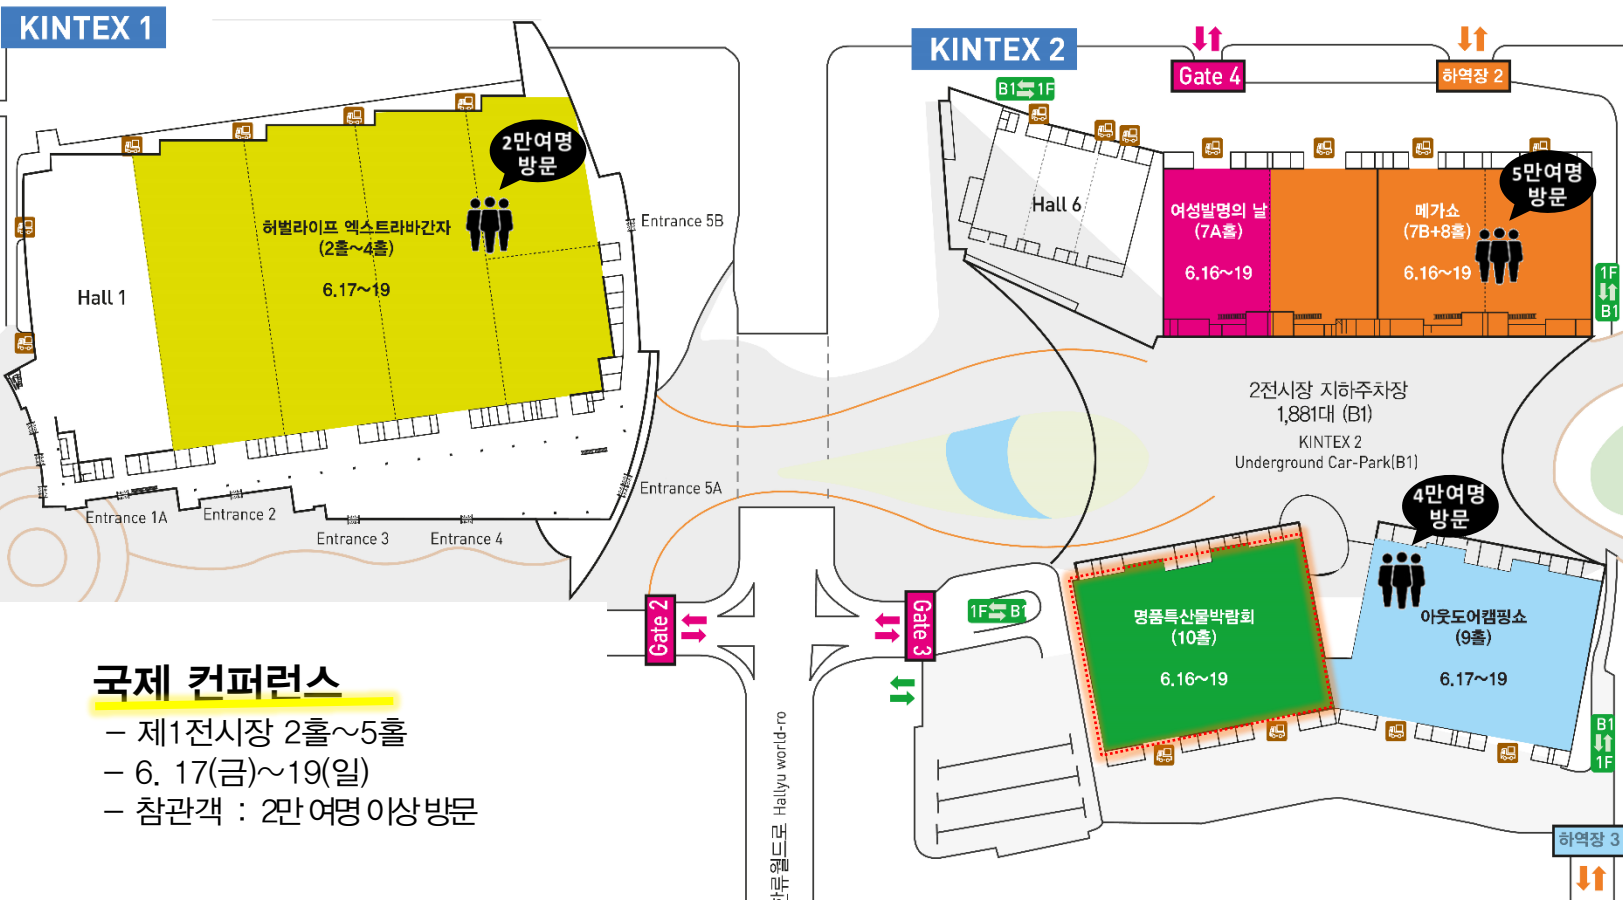 KINTEX 1
KINTEX 2
B1 1F
Gate 4
하역장 2
2만여명
방문
5만여명
방문
허벌라이프 엑스트라바간자
(2홀~4홀)
6.17~19
Entrance 5B
Hall 1
Hall 6
여성발명의 날
(7A홀)
6.16~19
메가쇼
(7B+8홀)
6.16~19
1F
B1
2전시장 지하주차장
1,881대 (B1)
KINTEX 2
Underground Car-Park(B1)
Entrance 5A
Entrance 1A
Entrance 2
Entrance 3
Entrance 4
4만여명
방문
Gate 2
Gate 3
1F B1
명품특산물박람회
(10홀)
6.16~19
아웃도어캠핑쇼
(9홀)
6.17~19
국제 컨퍼런스
– 제1전시장 2홀~5홀
– 6. 17(금)~19(일)
– 참관객 : 2만여명 이상 방문
한류월드로 Hallyu world-ro
B1
1F
하역장 3